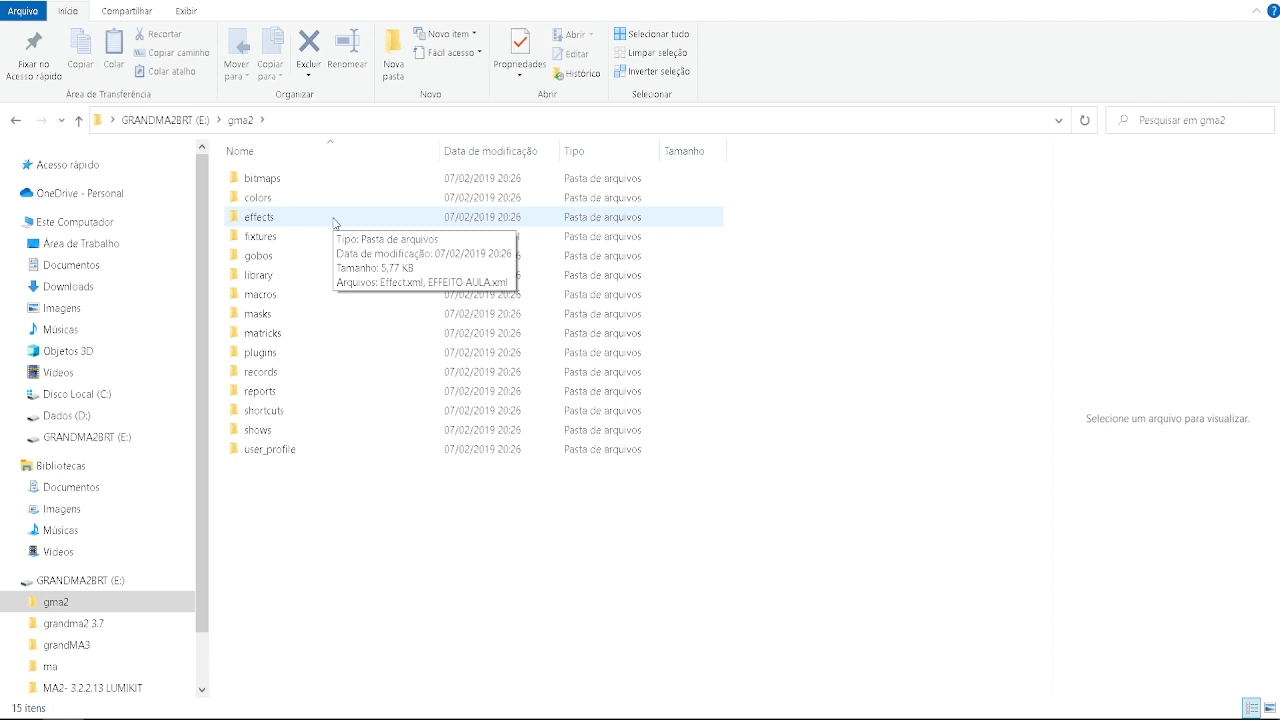 Arquivo Início Compartilhar Exibir
Fixar no Acesso rápido
Copiar
Colar
Recortar
Copiar caminho
Colar atalho
Área de Transferência
Mover para
Copiar para
Excluir
Renomear
Organizar
Nova pasta
Novo item
Fácil acesso
Novo
Propriedades
Abrir
Editar
Histórico
Abrir
Selecionar tudo
Limpar seleção
Inverter seleção
Selecionar
GRANDMA2BRT (E:) > gma2 >
Pesquisar em gma2
Acesso rápido
OneDrive - Personal
Este Computador
Área de Trabalho
Documentos
Downloads
Imagens
Músicas
Objetos 3D
Vídeos
Disco Local (C:)
Dados (D:)
GRANDMA2BRT (E:)
Bibliotecas
Documentos
Imagens
Músicas
Vídeos
GRANDMA2BRT (E:)
gma2
grandma2 3.7
grandMA3
ma
MA2- 3.2.2.13 LUMIKIT
Nome Data de modificação Tipo Tamanho
bitmaps 07/02/2019 20:26 Pasta de arquivos
colors 07/02/2019 20:26 Pasta de arquivos
effects 07/02/2019 20:26 Pasta de arquivos
fixtures Pasta de arquivos
gobos Pasta de arquivos
library Pasta de arquivos
macros 07/02/2019 20:26 Pasta de arquivos
masks 07/02/2019 20:26 Pasta de arquivos
matricks 07/02/2019 20:26 Pasta de arquivos
plugins 07/02/2019 20:26 Pasta de arquivos
records 07/02/2019 20:26 Pasta de arquivos
reports 07/02/2019 20:26 Pasta de arquivos
shortcuts 07/02/2019 20:26 Pasta de arquivos
shows 07/02/2019 20:26 Pasta de arquivos
user_profile 07/02/2019 20:26 Pasta de arquivos
Tipo: Pasta de arquivos
Data de modificação: 07/02/2019 20:26
Tamanho: 5,77 KB
Arquivos: Effect.xml, EFFEITO AULA.xml
Selecione um arquivo para visualizar.
15 itens